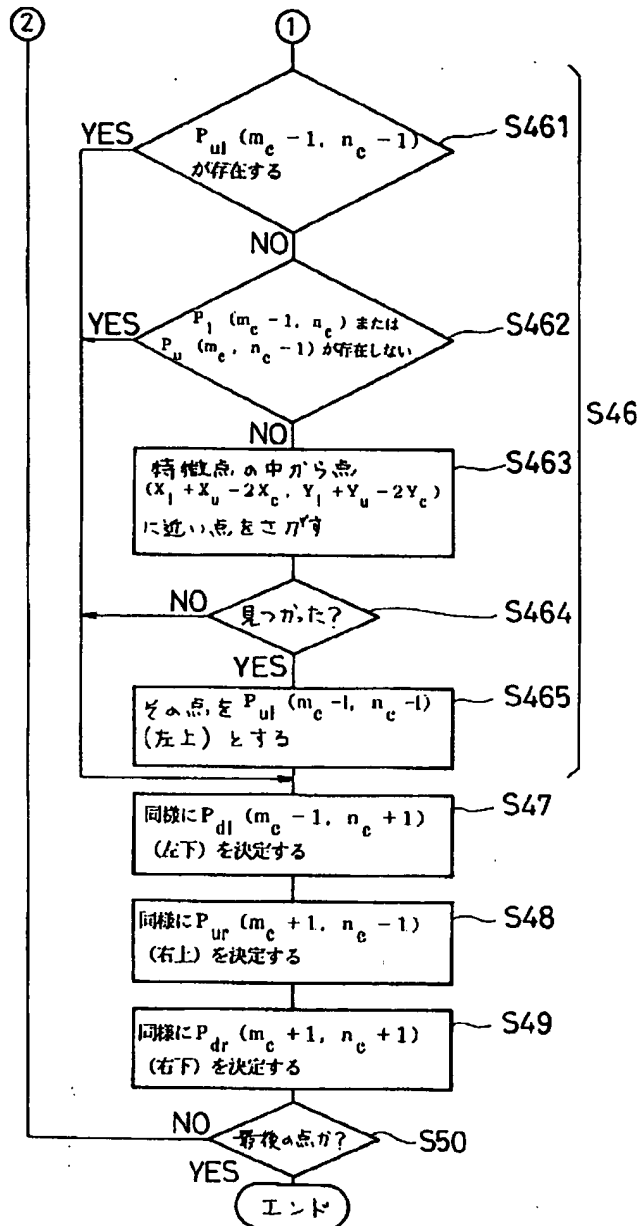 ② ①
YES
P_ul (m_c −1, n_c −1)
が存在する
S461
NO
YES
P_l (m_c −1, n_c) または
P_u (m_c, n_c −1) が存在しない
S462
NO
S46
特徴点の中から点
(X_l + X_u − 2X_c, Y_l + Y_u − 2Y_c)
に近い点をさがす
S463
NO
見つかった?
S464
YES
その点を P_ul (m_c −1, n_c −1)
(左上) とする
S465
同様に P_dl (m_c − 1, n_c + 1)
(左下) を決定する
S47
同様に P_ur (m_c + 1, n_c − 1)
(右上) を決定する
S48
同様に P_dr (m_c + 1, n_c + 1)
(右下) を決定する
S49
NO
最後の点か?
S50
YES
エンド